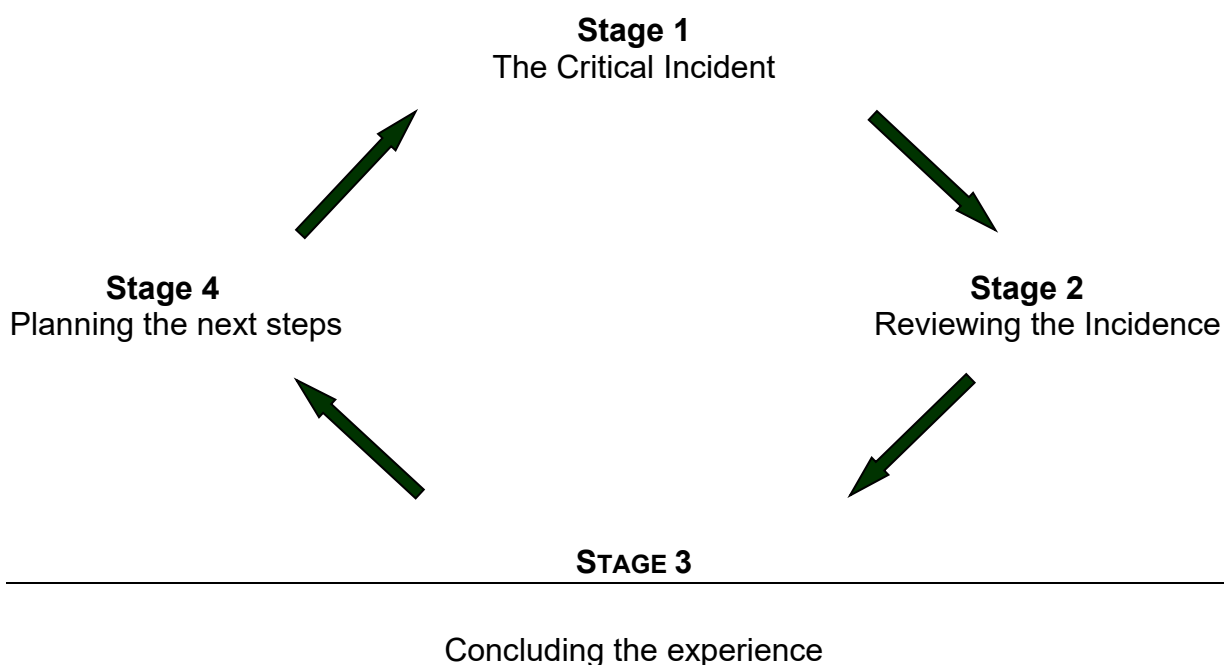 Stage 1
The Critical Incident
Stage 4
Planning the next steps
Stage 2
Reviewing the Incidence
STAGE 3
Concluding the experience